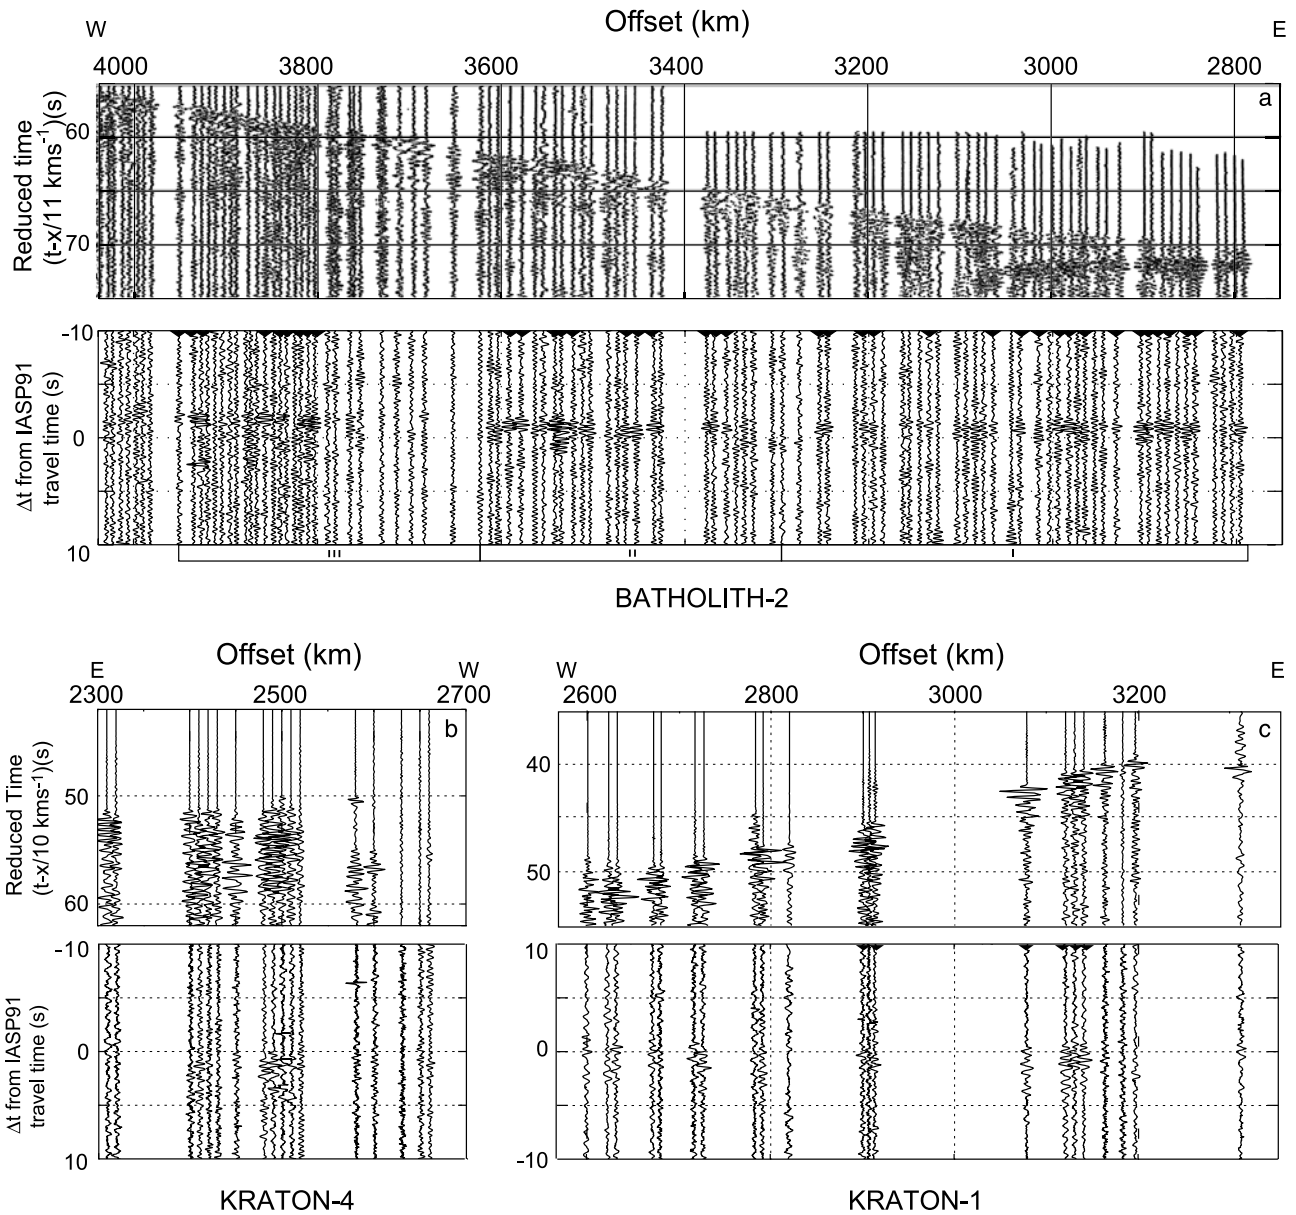 Offset (km)
W E
4000 3800 3600 3400 3200 3000 2800
a
Reduced time
(t-x/11 kms⁻¹)(s)
60
70
-10
0
10
Δt from IASP91
travel time (s)
III II I
BATHOLITH-2
Offset (km)
E W
2300 2500 2700
b
Reduced Time
(t-x/10 kms⁻¹)(s)
50
60
-10
0
10
Δt from IASP91
travel time (s)
KRATON-4
Offset (km)
W E
2600 2800 3000 3200
c
40
50
10
0
-10
KRATON-1